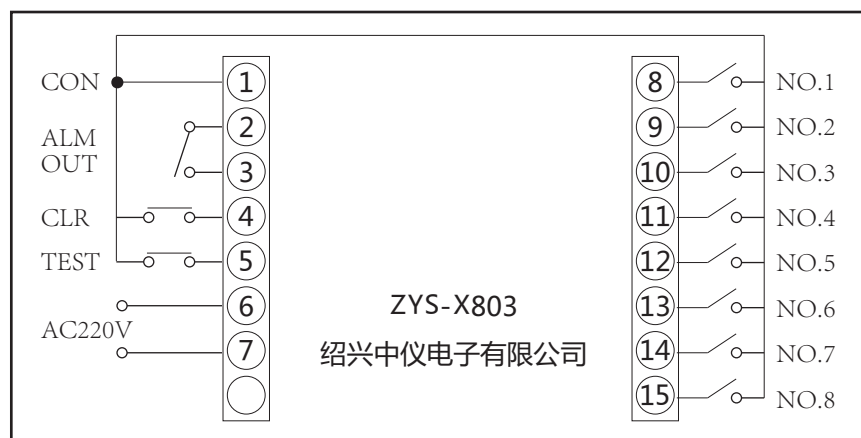 CON 1
ALM
OUT
2
3
CLR 4
TEST 5
AC220V
6
7
8 NO.1
9 NO.2
10 NO.3
11 NO.4
12 NO.5
13 NO.6
14 NO.7
15 NO.8
ZYS-X803
绍兴中仪电子有限公司